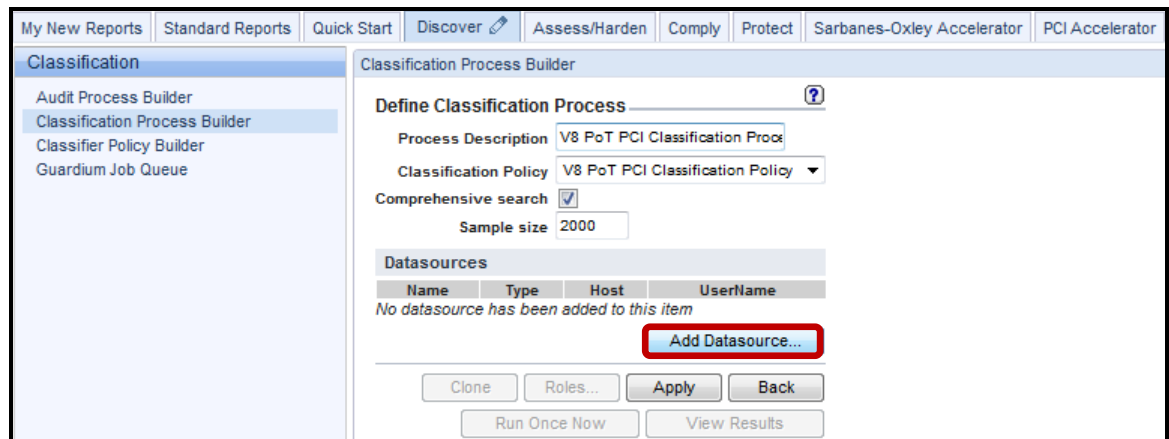 My New Reports Standard Reports Quick Start Discover Assess/Harden Comply Protect Sarbanes-Oxley Accelerator PCI Accelerator
Classification
Audit Process Builder
Classification Process Builder
Classifier Policy Builder
Guardium Job Queue
Classification Process Builder
Define Classification Process ?
Process Description V8 PoT PCI Classification Proce
Classification Policy V8 PoT PCI Classification Policy
Comprehensive search
Sample size 2000
Datasources
Name Type Host UserName
No datasource has been added to this item
Add Datasource...
Clone Roles... Apply Back
Run Once Now View Results